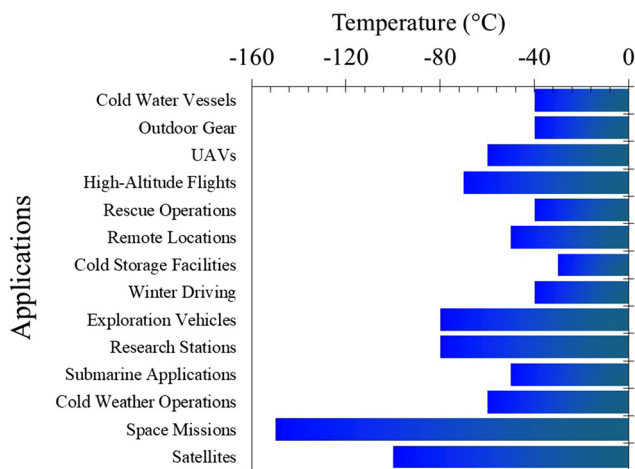 Temperature (°C)
-160 -120 -80 -40 0
Applications
Cold Water Vessels
Outdoor Gear
UAVs
High-Altitude Flights
Rescue Operations
Remote Locations
Cold Storage Facilities
Winter Driving
Exploration Vehicles
Research Stations
Submarine Applications
Cold Weather Operations
Space Missions
Satellites